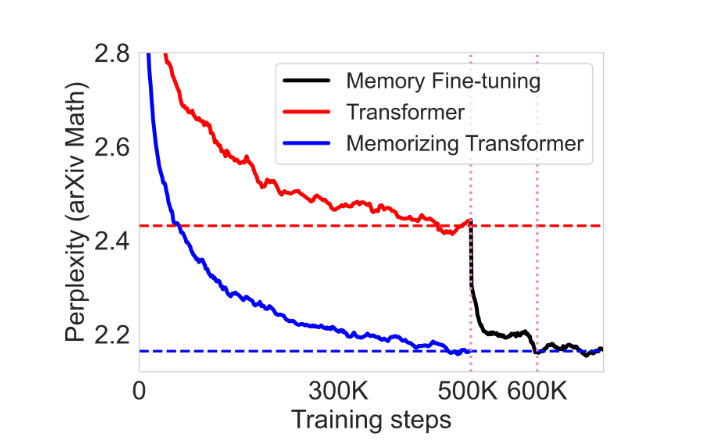 Perplexity (arXiv Math)
2.8
2.6
2.4
2.2
Memory Fine-tuning
Transformer
Memorizing Transformer
0 300K 500K 600K
Training steps